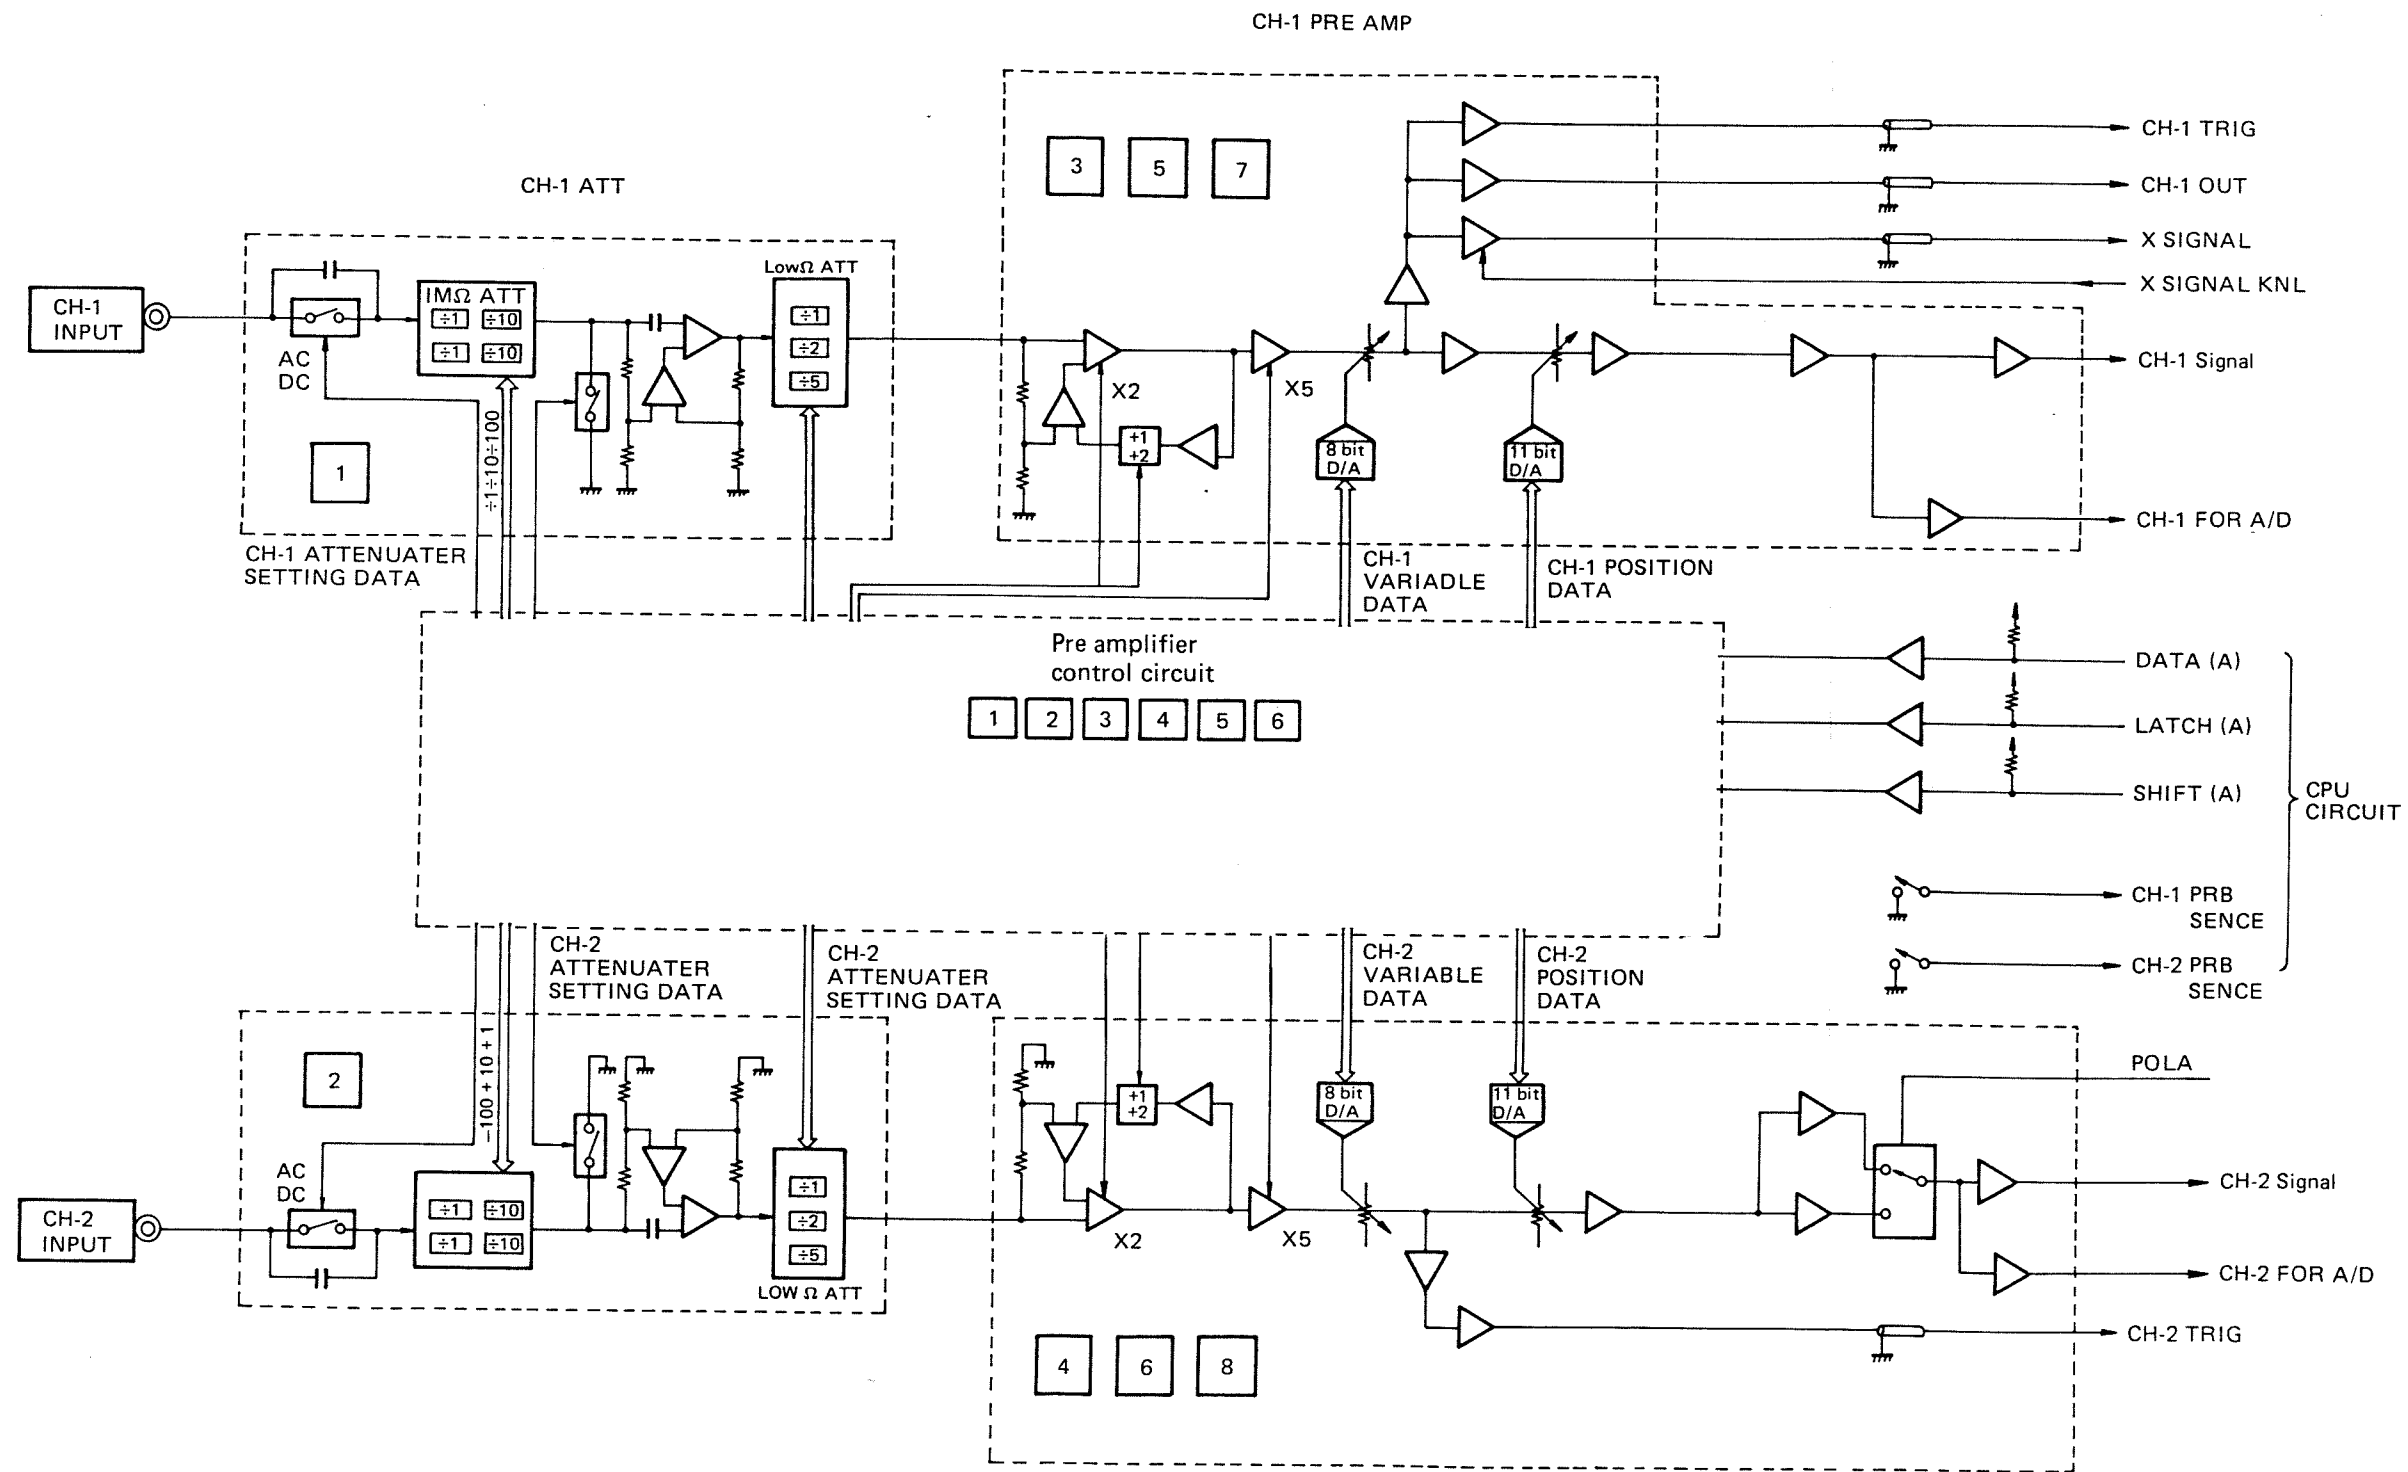 CH-1 PRE AMP
CH-1 TRIG
3 5 7
CH-1 ATT
CH-1 OUT
X SIGNAL
X SIGNAL KNL
LowΩ ATT
CH-1
INPUT
IMΩ ATT
÷1 ÷10
÷1 ÷10
÷1
÷2
÷5
AC
DC
X2
X5
CH-1 Signal
1
÷1÷10÷100
+1
+2
8 bit
D/A
11 bit
D/A
CH-1 FOR A/D
CH-1 ATTENUATER
SETTING DATA
CH-1
VARIADLE
DATA
CH-1 POSITION
DATA
Pre amplifier
control circuit
1 2 3 4 5 6
DATA (A)
LATCH (A)
SHIFT (A)
CPU
CIRCUIT
CH-1 PRB
SENCE
CH-2 PRB
SENCE
CH-2
ATTENUATER
SETTING DATA
CH-2
ATTENUATER
SETTING DATA
CH-2
VARIABLE
DATA
CH-2
POSITION
DATA
2
−100 + 10 + 1
+1
+2
8 bit
D/A
11 bit
D/A
POLA
AC
DC
CH-2
INPUT
÷1 ÷10
÷1 ÷10
÷1
÷2
÷5
LOW Ω ATT
X2
X5
CH-2 Signal
CH-2 FOR A/D
CH-2 TRIG
4 6 8